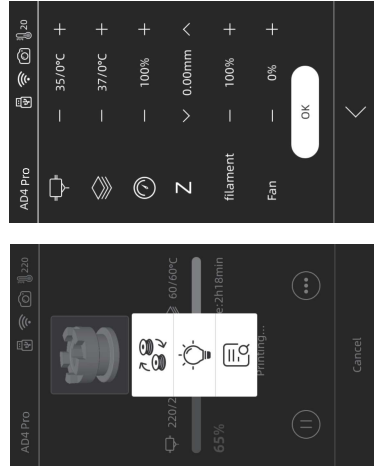 AD4 Pro 220
220/2 60/60°C
65% e:2h18min
Printing...
Cancel
AD4 Pro 20
− 35/0°C +
− 37/0°C +
− 100% +
Z 0.00mm
filament − 100% +
Fan − 0% +
OK